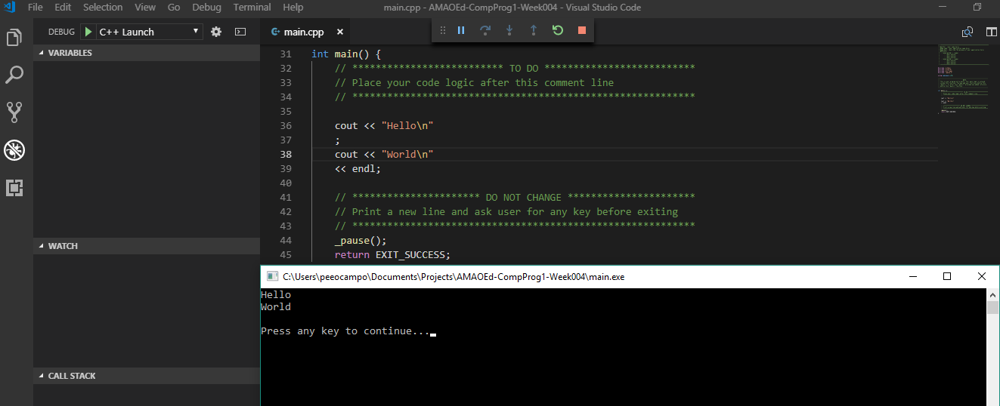 File Edit Selection View Go Debug Terminal Help main.cpp - AMAOEd-CompProg1-Week004 - Visual Studio Code
DEBUG C++ Launch
main.cpp
VARIABLES
WATCH
CALL STACK
31 int main() {
32 // ************************** TO DO **************************
33 // Place your code logic after this comment line
34 // ***********************************************************
35
36 cout << "Hello\n"
37 ;
38 cout << "World\n"
39 << endl;
40
41 // ********************** DO NOT CHANGE **********************
42 // Print a new line and ask user for any key before exiting
43 // ***********************************************************
44 _pause();
45 return EXIT_SUCCESS;
C:\Users\peeocampo\Documents\Projects\AMAOEd-CompProg1-Week004\main.exe
Hello
World
Press any key to continue...